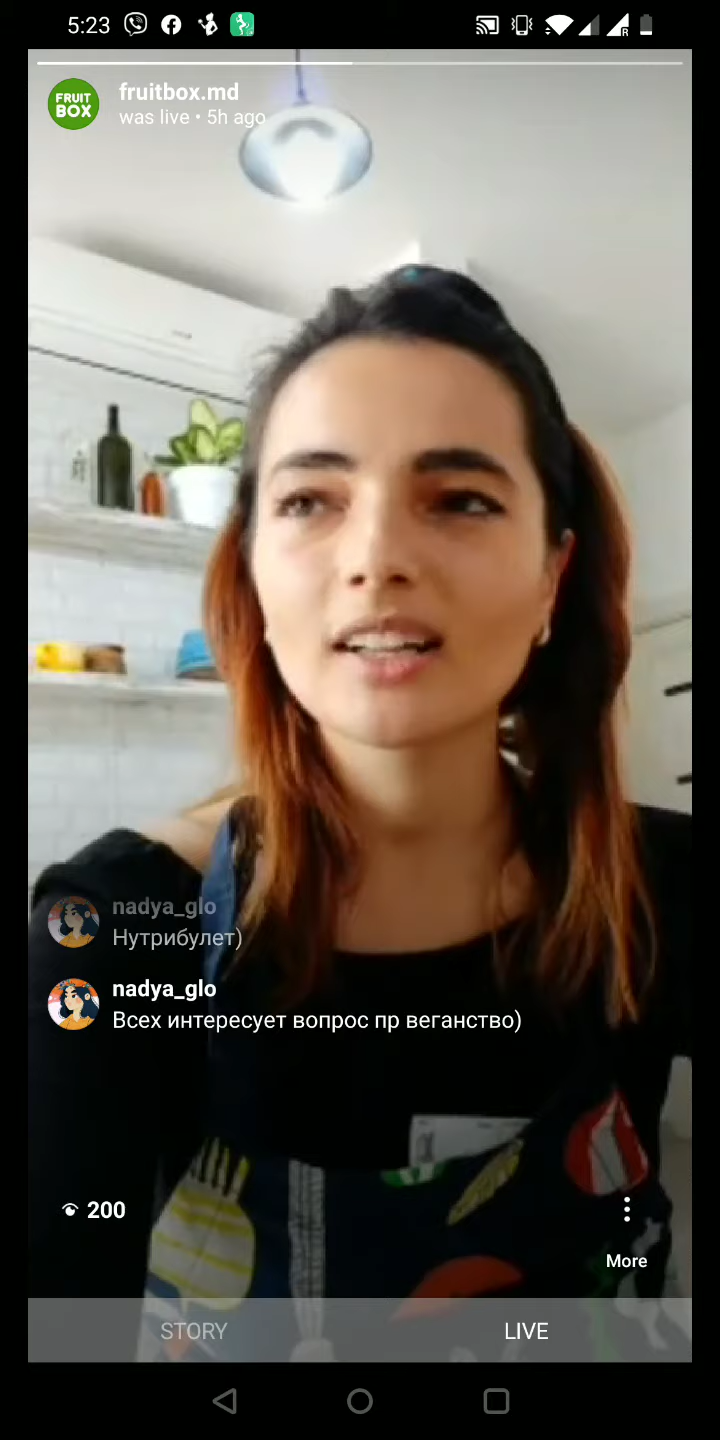 5:23
R
FRUIT
BOX
fruitbox.md
was live • 5h ago
nadya_glo
Нутрибулет)
nadya_glo
Всех интересует вопрос пр веганство)
200
More
STORY
LIVE